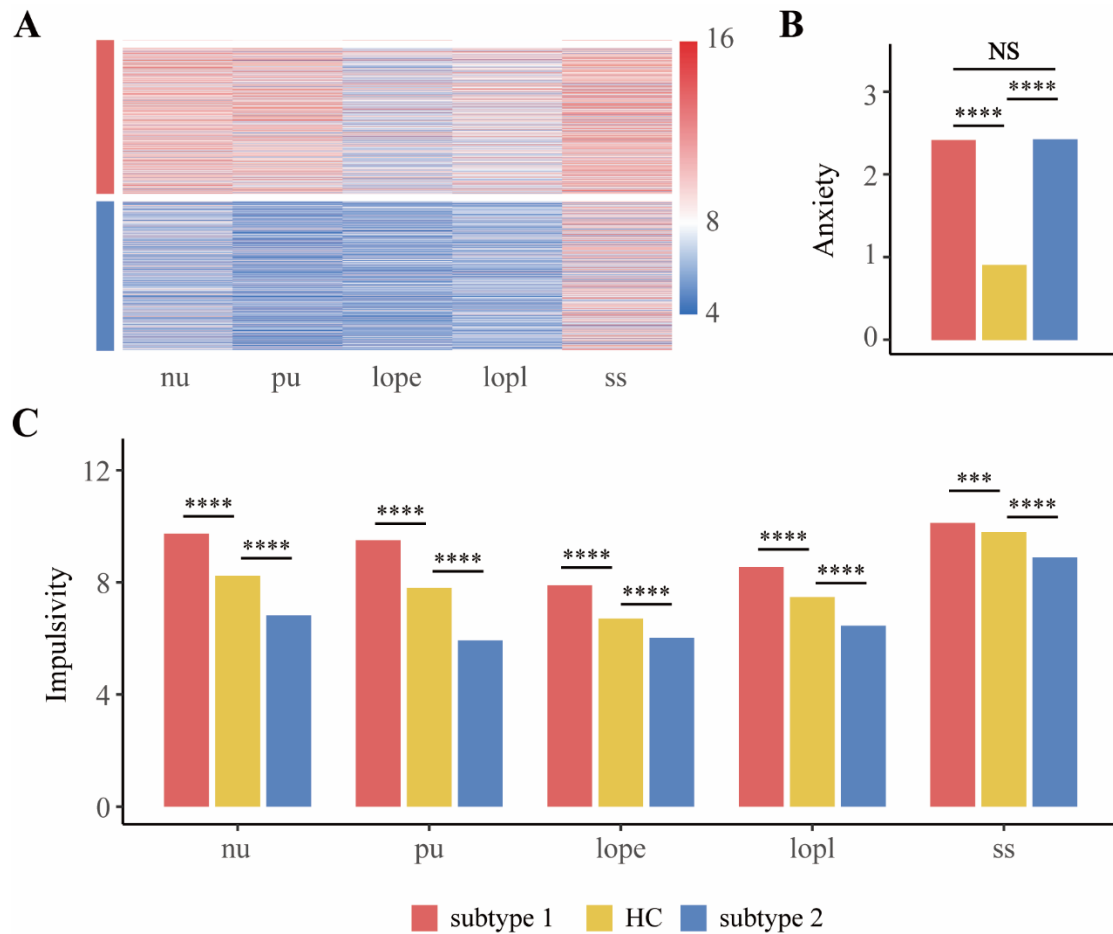 A
16
8
4
nu pu lope lopl ss
B
NS
****
****
3
2
1
0
Anxiety
C
Impulsivity
12
8
4
0
****
****
****
****
****
****
****
****
***
****
nu pu lope lopl ss
subtype 1 HC subtype 2